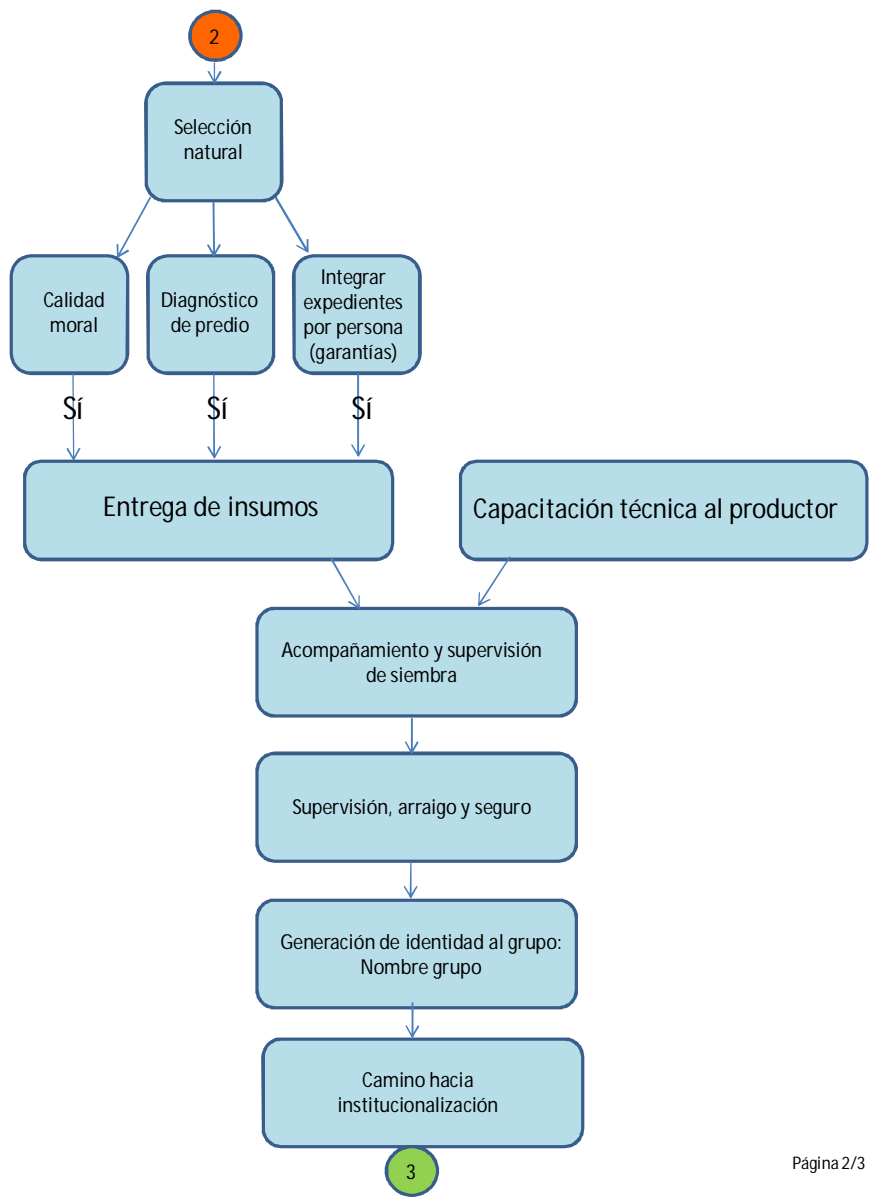 2
Selección
natural
Calidad
moral
Diagnóstico
de predio
Integrar
expedientes
por persona
(garantías)
Sí
Sí
Sí
Entrega de insumos
Capacitación técnica al productor
Acompañamiento y supervisión
de siembra
Supervisión, arraigo y seguro
Generación de identidad al grupo:
Nombre grupo
Camino hacia
institucionalización
3
Página 2/3